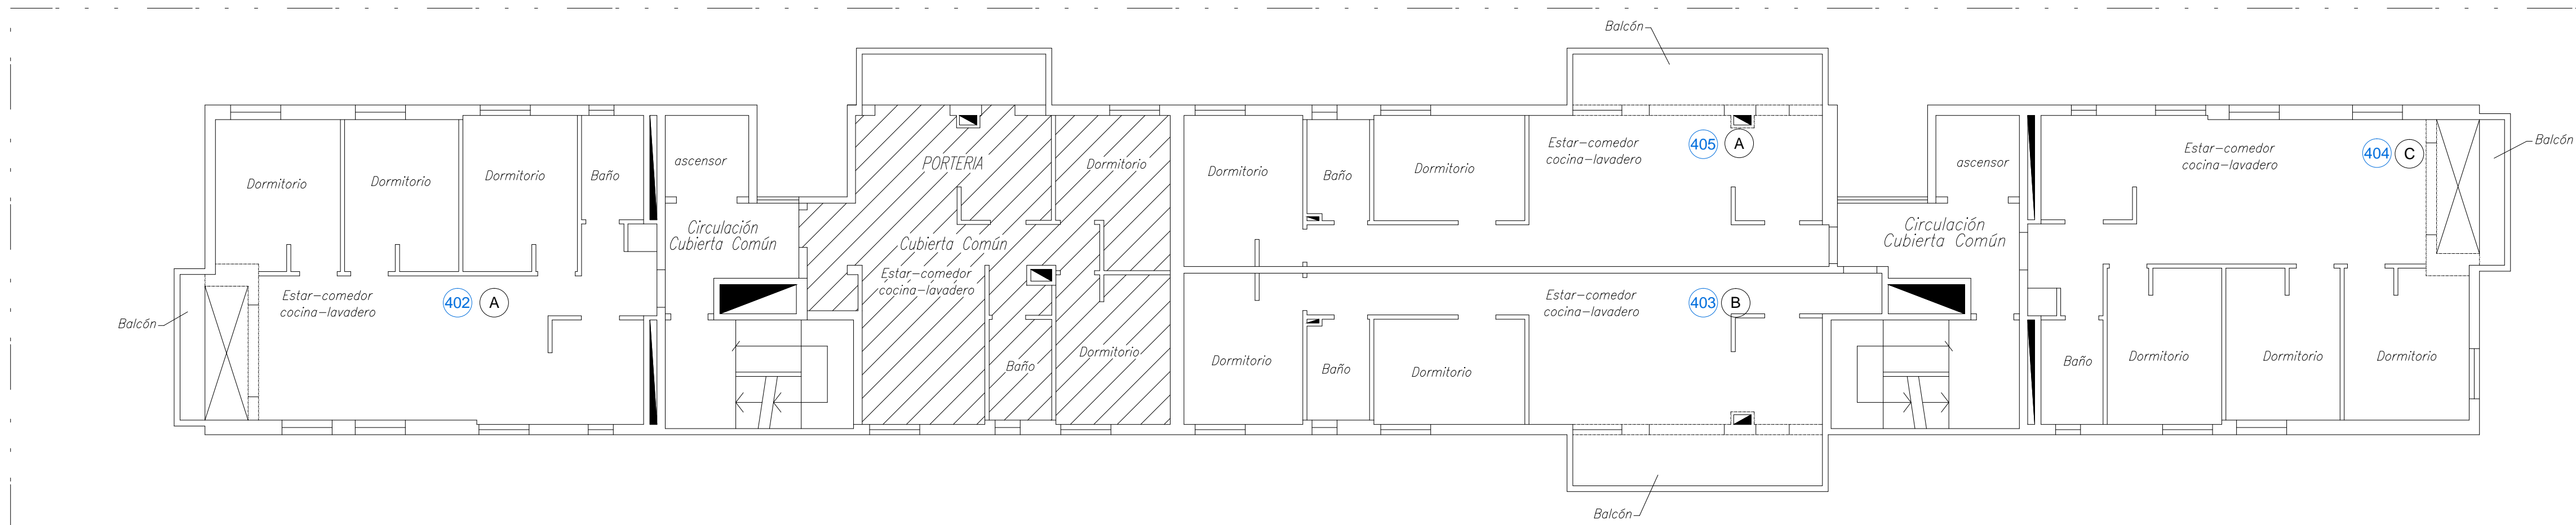 Balcón
Dormitorio
Dormitorio
Dormitorio
Baño
ascensor
Circulación
Cubierta Común
Estar-comedor
cocina-lavadero
402
A
Balcón
PORTERIA
Dormitorio
Cubierta Común
Estar-comedor
cocina-lavadero
Baño
Dormitorio
Dormitorio
Baño
Dormitorio
Estar-comedor
cocina-lavadero
405
A
Dormitorio
Baño
Dormitorio
Estar-comedor
cocina-lavadero
403
B
Balcón
ascensor
Circulación
Cubierta Común
Estar-comedor
cocina-lavadero
404
C
Balcón
Baño
Dormitorio
Dormitorio
Dormitorio